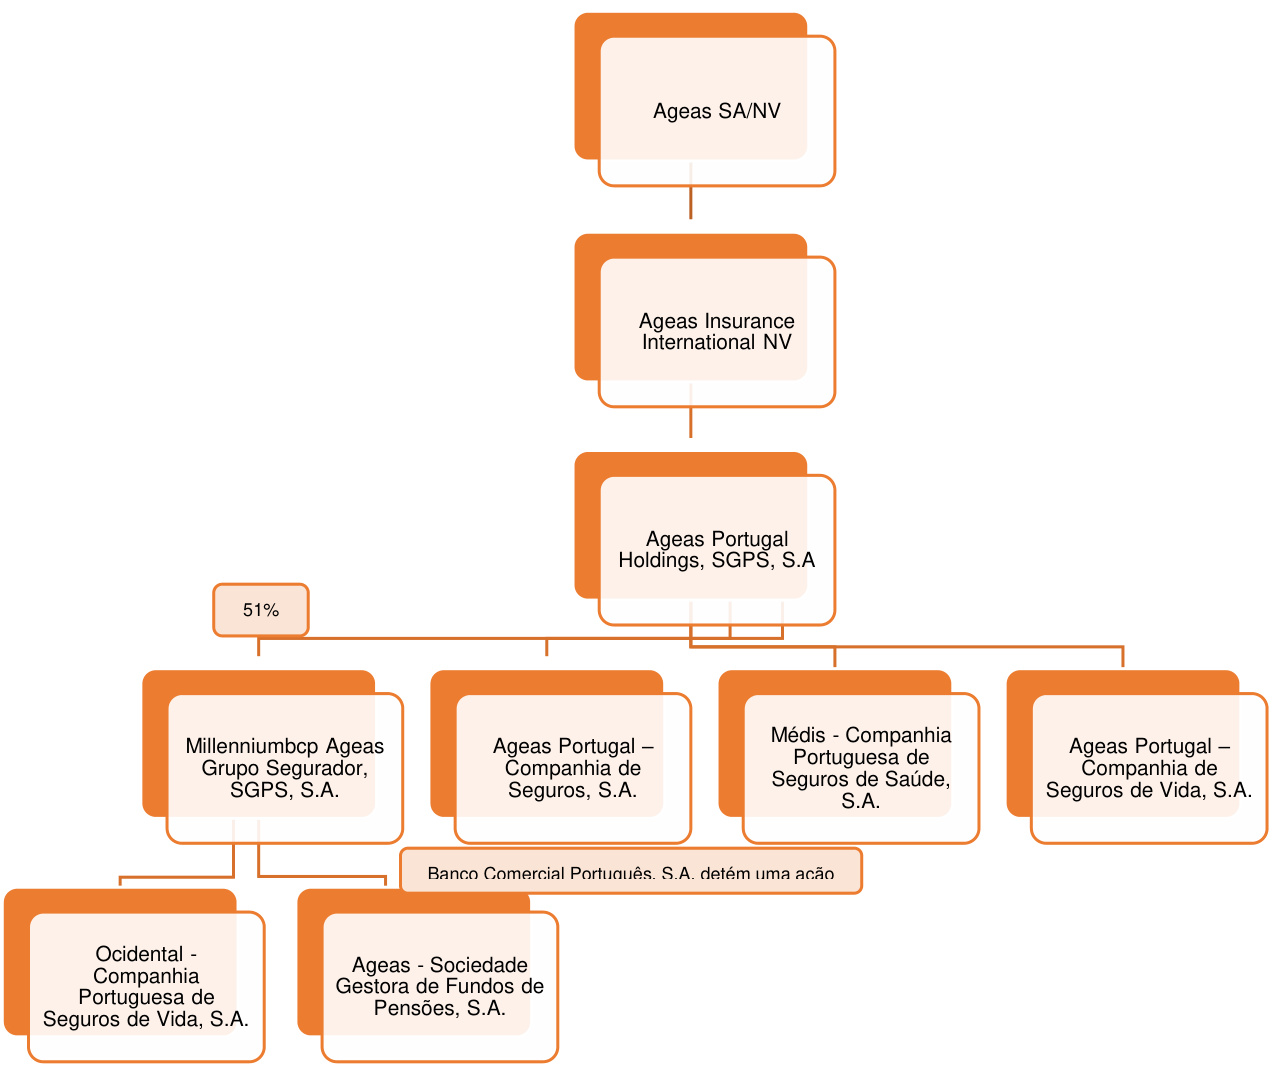 Ageas SA/NV
Ageas Insurance
International NV
Ageas Portugal
Holdings, SGPS, S.A
51%
Millenniumbcp Ageas
Grupo Segurador,
SGPS, S.A.
Ageas Portugal –
Companhia de
Seguros, S.A.
Médis - Companhia
Portuguesa de
Seguros de Saúde,
S.A.
Ageas Portugal –
Companhia de
Seguros de Vida, S.A.
Banco Comercial Português, S.A. detém uma ação
Ocidental -
Companhia
Portuguesa de
Seguros de Vida, S.A.
Ageas - Sociedade
Gestora de Fundos de
Pensões, S.A.